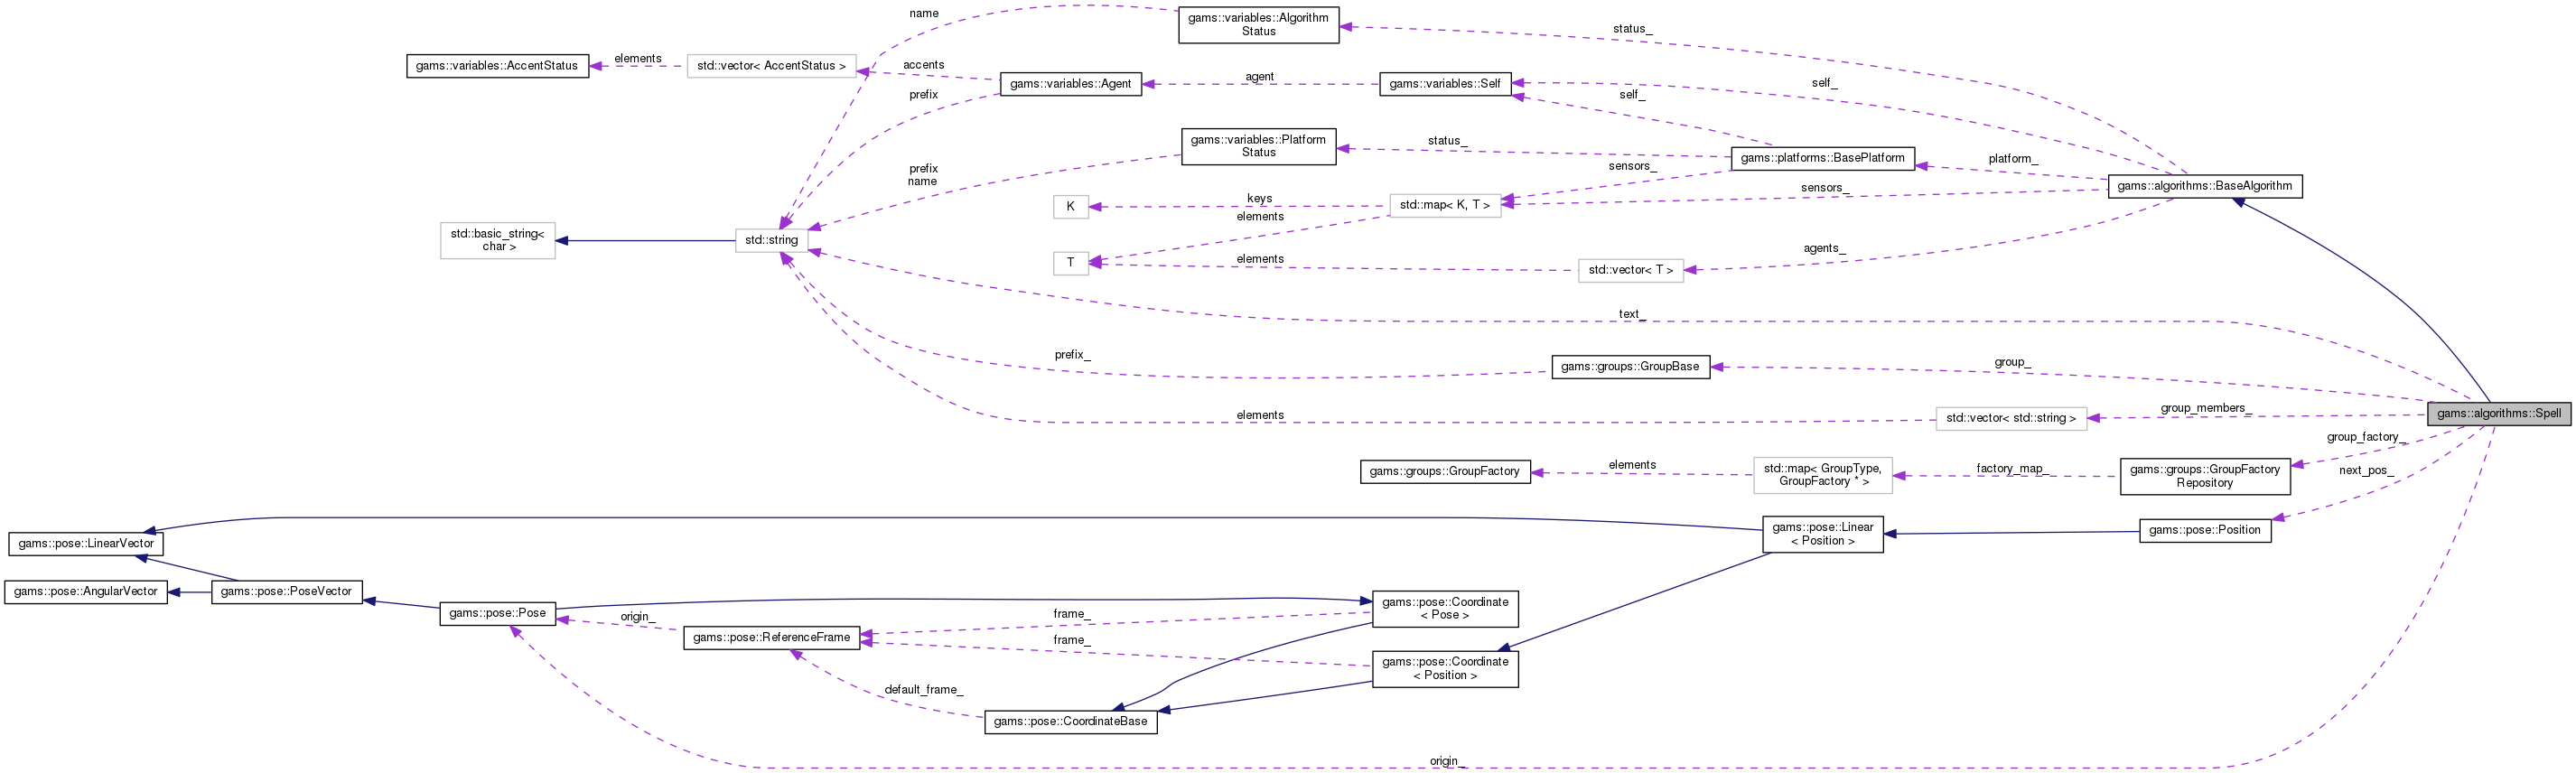 name
gams::variables::Algorithm
Status
status_
gams::variables::AccentStatus
elements
std::vector< AccentStatus >
accents
gams::variables::Agent
agent
gams::variables::Self
self_
self_
prefix
gams::variables::Platform
Status
status_
gams::platforms::BasePlatform
platform_
gams::algorithms::BaseAlgorithm
prefix
name
sensors_
sensors_
K
keys
std::map< K, T >
elements
std::basic_string<
char >
std::string
T
elements
std::vector< T >
agents_
text_
prefix_
gams::groups::GroupBase
group_
elements
std::vector< std::string >
group_members_
gams::algorithms::Spell
group_factory_
gams::groups::GroupFactory
elements
std::map< GroupType,
GroupFactory * >
factory_map_
gams::groups::GroupFactory
Repository
next_pos_
gams::pose::LinearVector
gams::pose::Linear
< Position >
gams::pose::Position
gams::pose::AngularVector
gams::pose::PoseVector
gams::pose::Pose
origin_
gams::pose::ReferenceFrame
frame_
gams::pose::Coordinate
< Pose >
frame_
gams::pose::Coordinate
< Position >
default_frame_
gams::pose::CoordinateBase
origin_